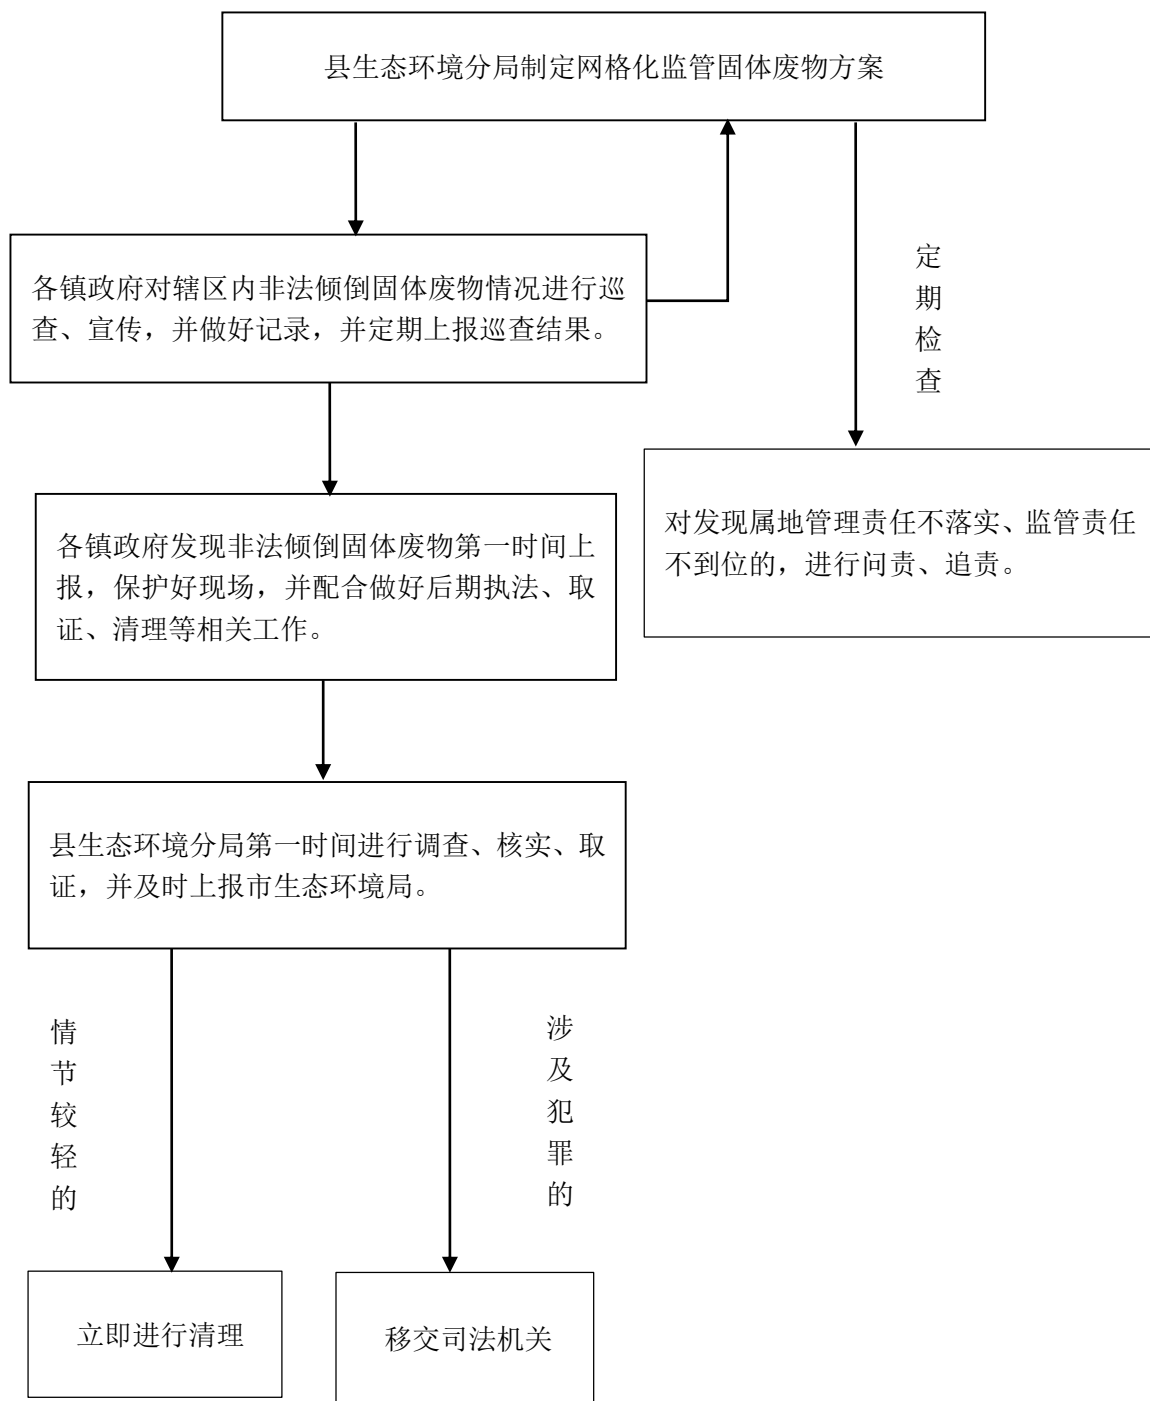 县生态环境分局制定网格化监管固体废物方案
各镇政府对辖区内非法倾倒固体废物情况进行巡
查、宣传，并做好记录，并定期上报巡查结果。
定期检查
对发现属地管理责任不落实、监管责任
不到位的，进行问责、追责。
各镇政府发现非法倾倒固体废物第一时间上
报，保护好现场，并配合做好后期执法、取
证、清理等相关工作。
县生态环境分局第一时间进行调查、核实、取
证，并及时上报市生态环境局。
情节较轻的
涉及犯罪的
立即进行清理
移交司法机关